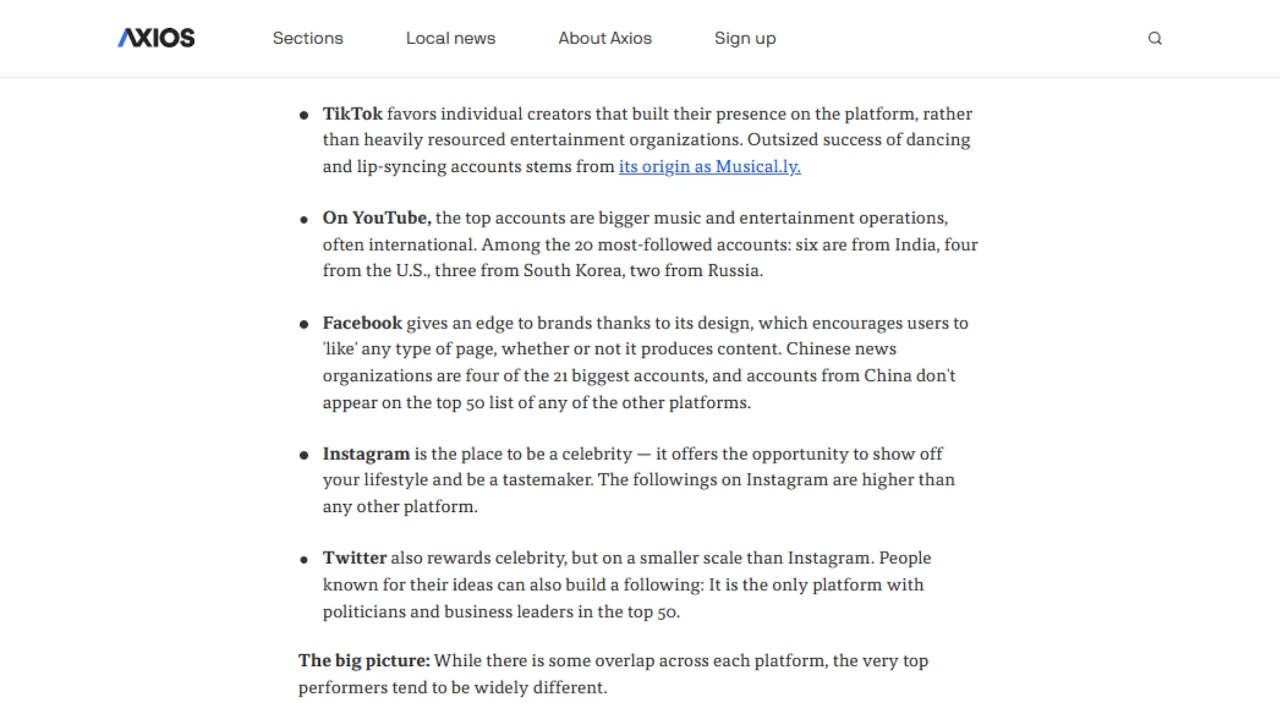 AXIOS Sections Local news About Axios Sign up
• TikTok favors individual creators that built their presence on the platform, rather
than heavily resourced entertainment organizations. Outsized success of dancing
and lip-syncing accounts stems from its origin as Musical.ly.
• On YouTube, the top accounts are bigger music and entertainment operations,
often international. Among the 20 most-followed accounts: six are from India, four
from the U.S., three from South Korea, two from Russia.
• Facebook gives an edge to brands thanks to its design, which encourages users to
'like' any type of page, whether or not it produces content. Chinese news
organizations are four of the 21 biggest accounts, and accounts from China don't
appear on the top 50 list of any of the other platforms.
• Instagram is the place to be a celebrity — it offers the opportunity to show off
your lifestyle and be a tastemaker. The followings on Instagram are higher than
any other platform.
• Twitter also rewards celebrity, but on a smaller scale than Instagram. People
known for their ideas can also build a following: It is the only platform with
politicians and business leaders in the top 50.
The big picture: While there is some overlap across each platform, the very top
performers tend to be widely different.